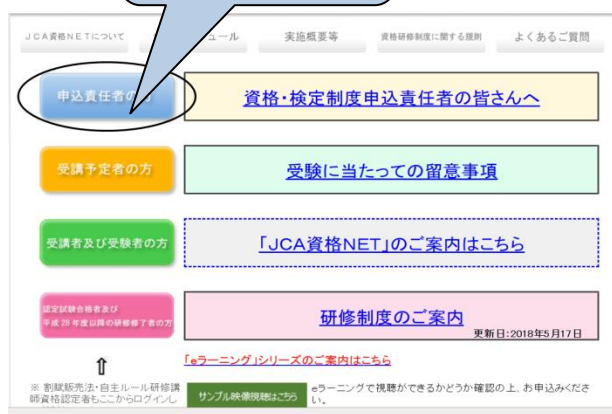 JCA資格NETについて
ュール
実施概要等
資格研修制度に関する規則
よくあるご質問
申込責任者の方
資格・検定制度申込責任者の皆さんへ
受講予定者の方
受験に当たっての留意事項
受講者及び受験者の方
「JCA資格NET」のご案内はこちら
認定試験合格者及び
平成28年度以降の研修修了者の方
研修制度のご案内
更新日:2018年5月17日
⇧
「eラーニング」シリーズのご案内はこちら
※ 割賦販売法・自主ルール研修講
師資格認定者もここからログインし
サンプル映像視聴はこちら
eラーニングで視聴ができるかどうか確認の上、お申込みくださ
い。